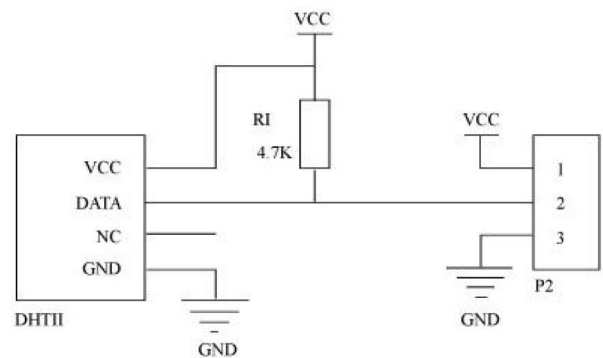 VCC
RI
4.7K
VCC
VCC
DATA
NC
GND
DHTII
GND
1
2
3
P2
GND